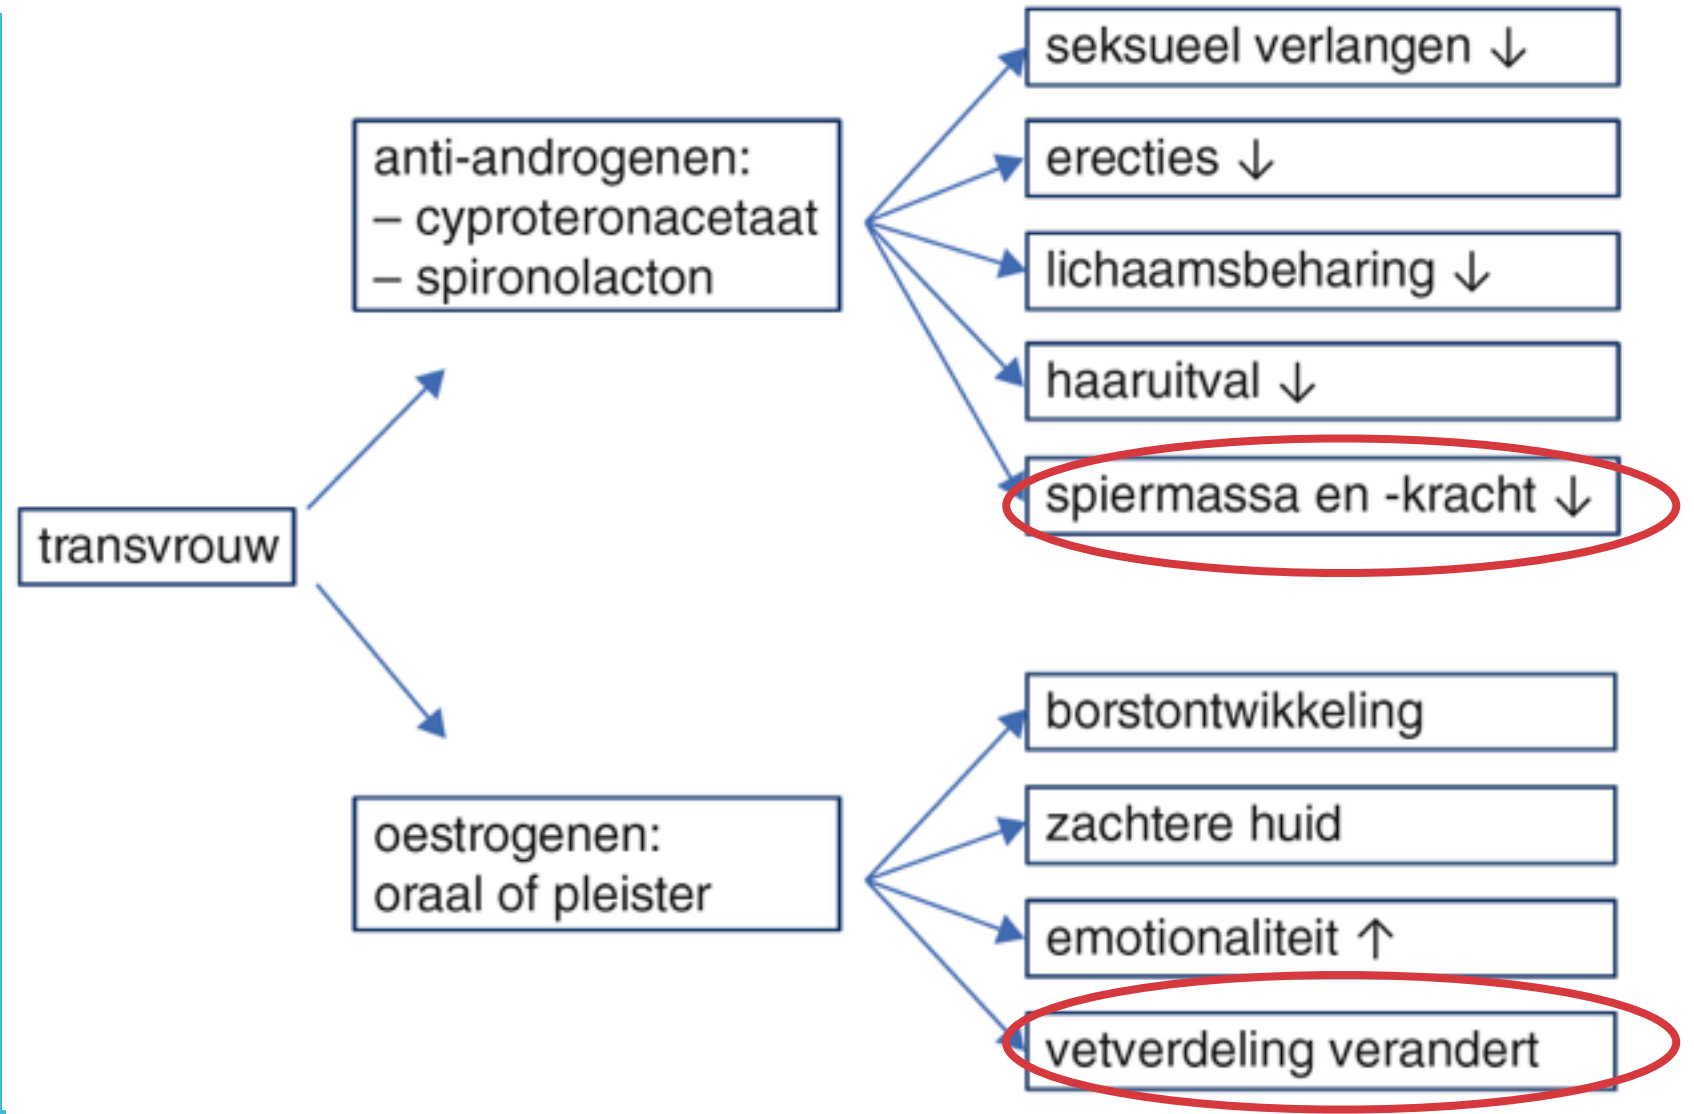 transvrouw
anti-androgenen:
– cyproteronacetaat
– spironolacton
seksueel verlangen ↓
erecties ↓
lichaamsbeharing ↓
haaruitval ↓
spiermassa en -kracht ↓
oestrogenen:
oraal of pleister
borstontwikkeling
zachtere huid
emotionaliteit ↑
vetverdeling verandert